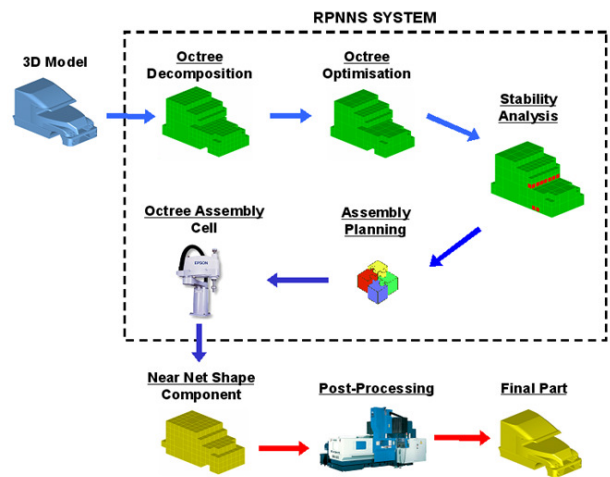 RPNNS SYSTEM
3D Model
Octree
Decomposition
Octree
Optimisation
Stability
Analysis
Octree Assembly
Cell
Assembly
Planning
EPSON
Near Net Shape
Component
Post-Processing
Final Part